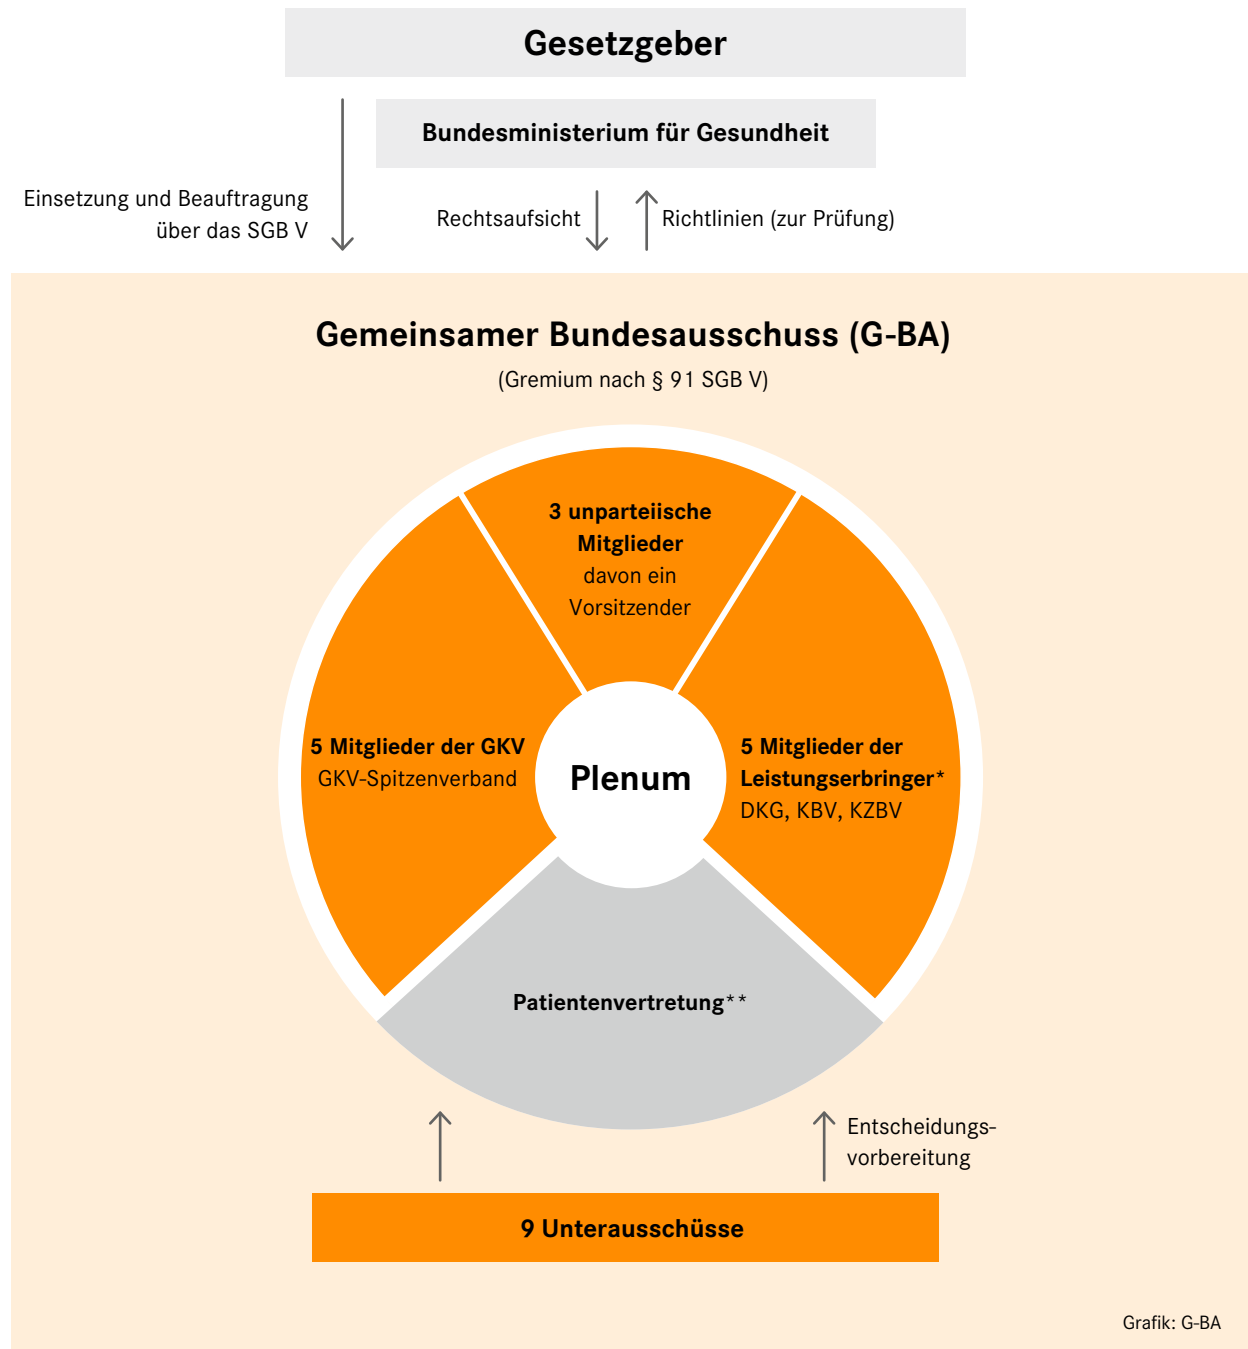 Gesetzgeber
Bundesministerium für Gesundheit
Einsetzung und Beauftragung
über das SGB V
Rechtsaufsicht
Richtlinien (zur Prüfung)
Gemeinsamer Bundesausschuss (G-BA)
(Gremium nach § 91 SGB V)
3 unparteiische
Mitglieder
davon ein
Vorsitzender
5 Mitglieder der GKV
GKV-Spitzenverband
Plenum
5 Mitglieder der
Leistungserbringer*
DKG, KBV, KZBV
Patientenvertretung**
Entscheidungs-
vorbereitung
9 Unterausschüsse
Grafik: G-BA